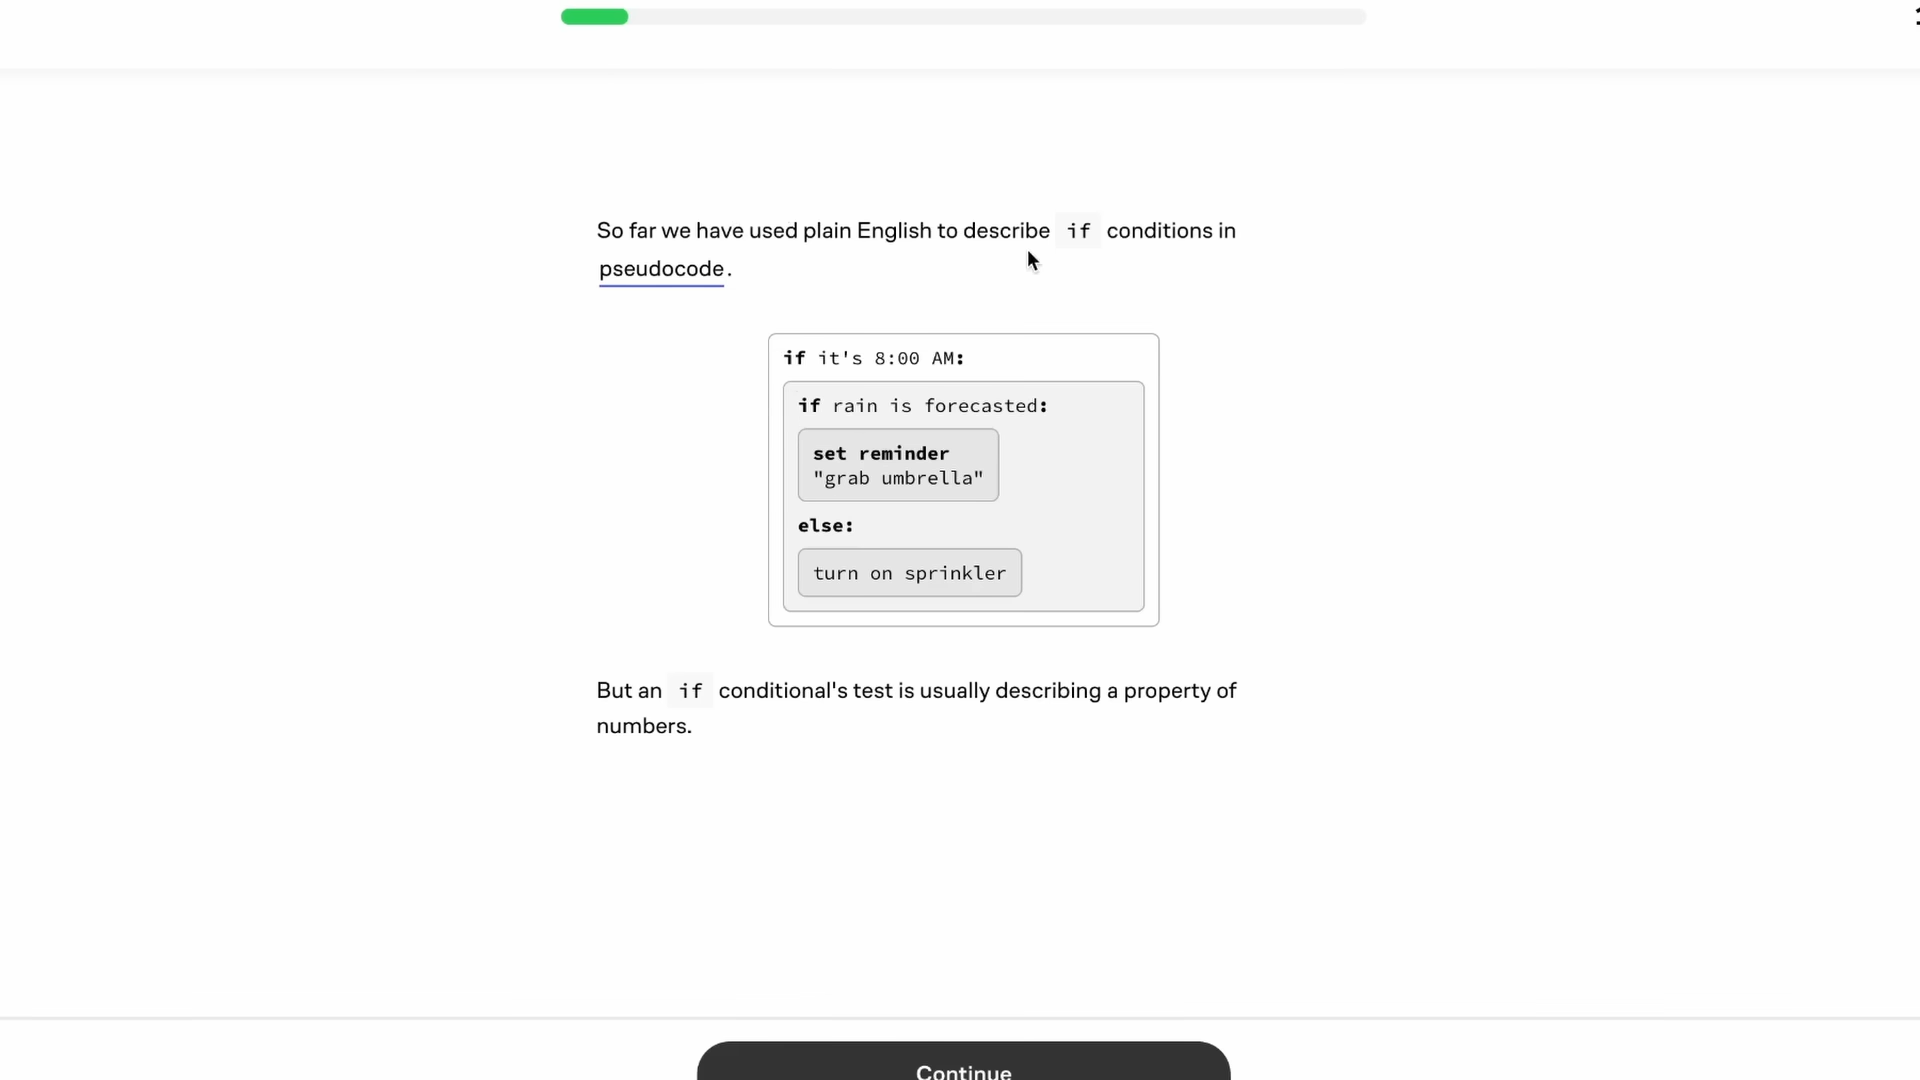 So far we have used plain English to describe if conditions in
pseudocode.
if it's 8:00 AM:
if rain is forecasted:
set reminder
"grab umbrella"
else:
turn on sprinkler
But an if conditional's test is usually describing a property of
numbers.
Continue